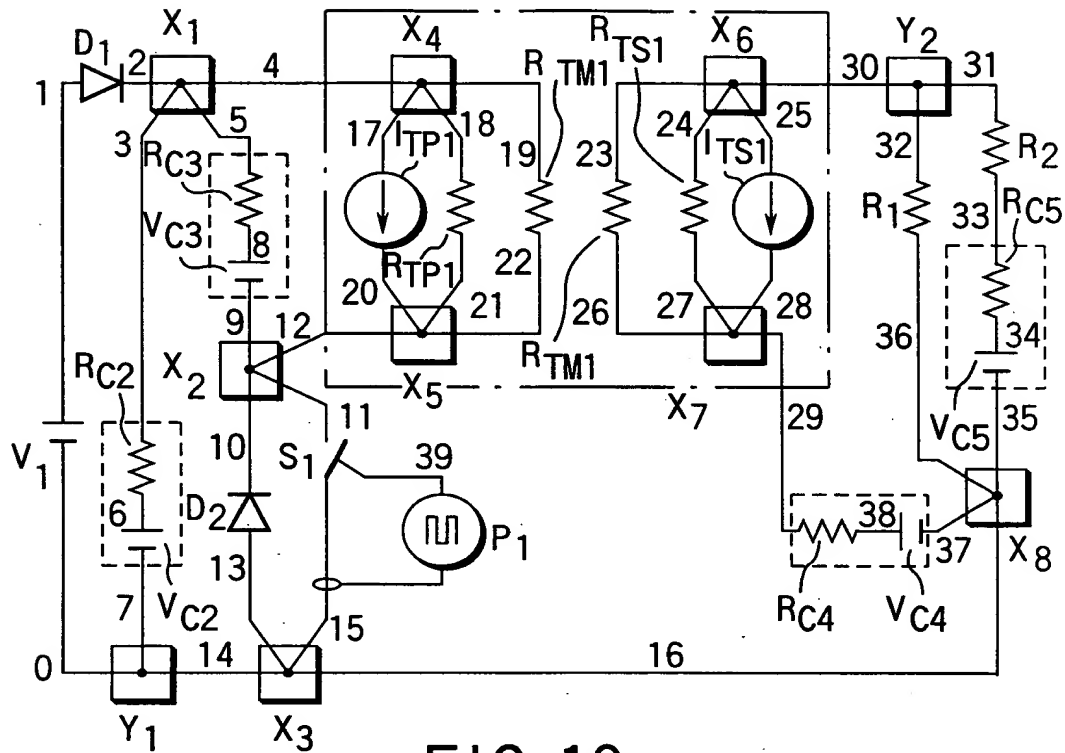 D1 2 X1 4 X4 R TM1 RTS1 X6 30 Y2 31
1 3 5 17 18 ITP1 19 23 24 25 ITS1 32 R2
RC3 R1 33 RC5
VC3 8 RTP1 22
9 12 20 21 26 27 28 36 34
RC2 X2 X5 RTM1 X7 29 VC5 35
V1 10 11 S1 39
6 D2 P1 38 37 X8
13 RC4 VC4
7 VC2 15
0 14 16
Y1 X3